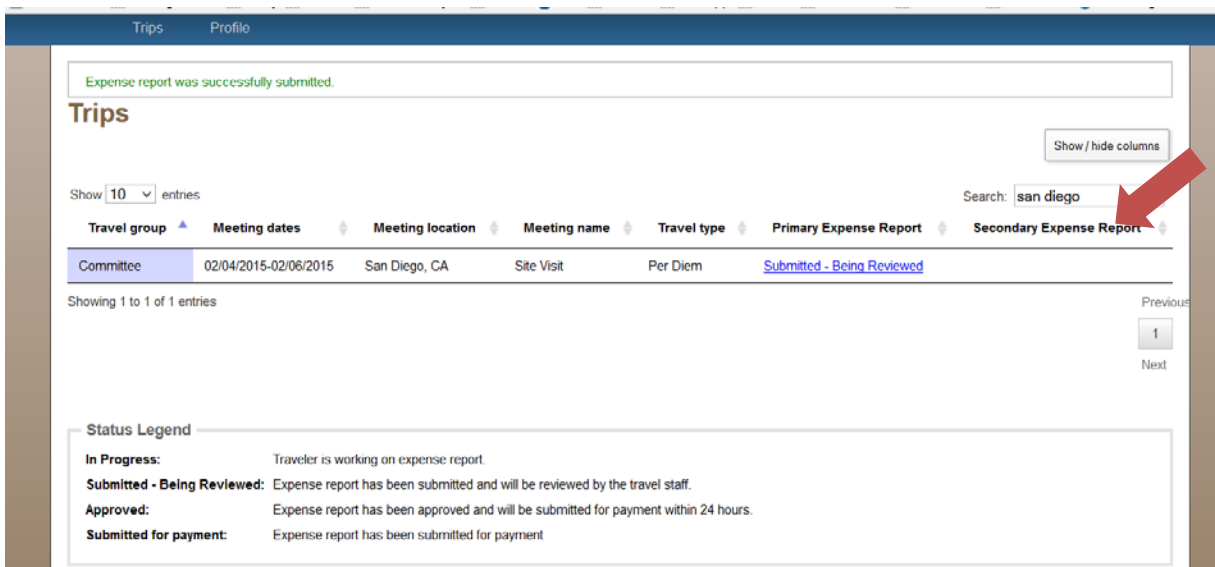 Trips Profile
Expense report was successfully submitted.
Trips
Show / hide columns
Show 10 entries Search: san diego
Travel group Meeting dates Meeting location Meeting name Travel type Primary Expense Report Secondary Expense Report
Committee 02/04/2015-02/06/2015 San Diego, CA Site Visit Per Diem Submitted - Being Reviewed
Showing 1 to 1 of 1 entries
Previous
1
Next
Status Legend
In Progress: Traveler is working on expense report.
Submitted - Being Reviewed: Expense report has been submitted and will be reviewed by the travel staff.
Approved: Expense report has been approved and will be submitted for payment within 24 hours.
Submitted for payment: Expense report has been submitted for payment